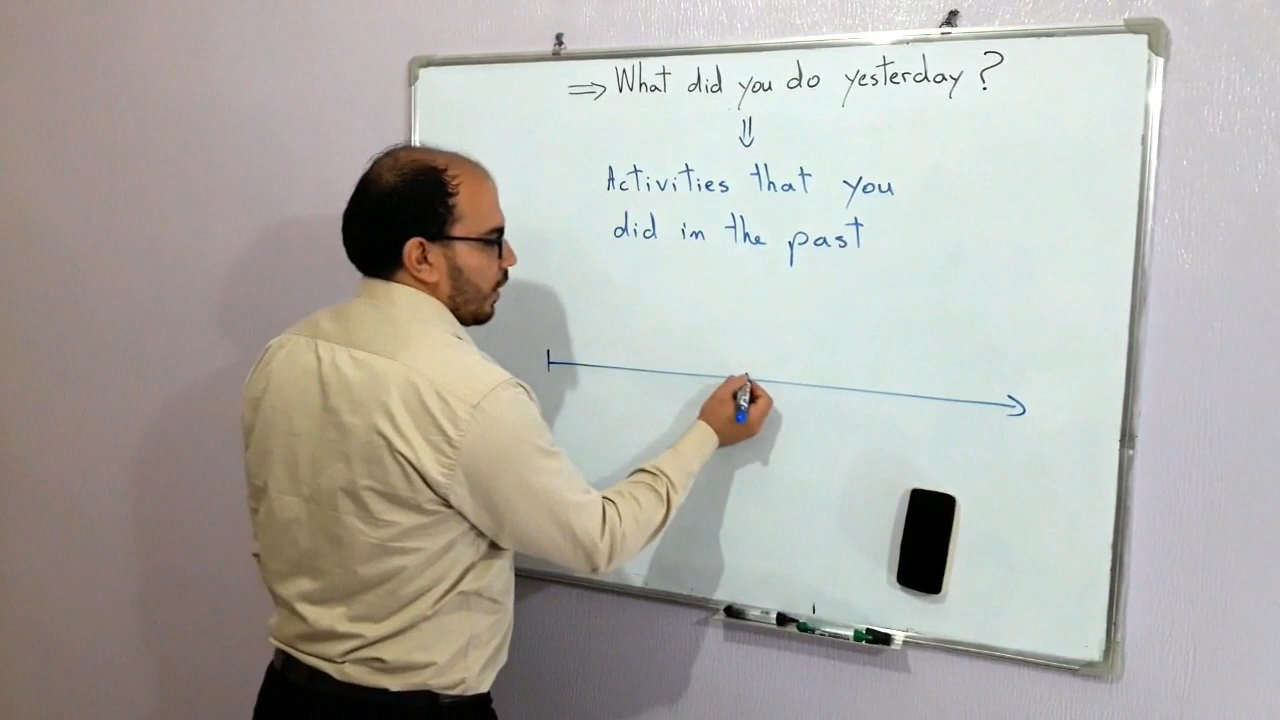 ⇒ What did you do yesterday ?
⇓
Activities that you
did in the past